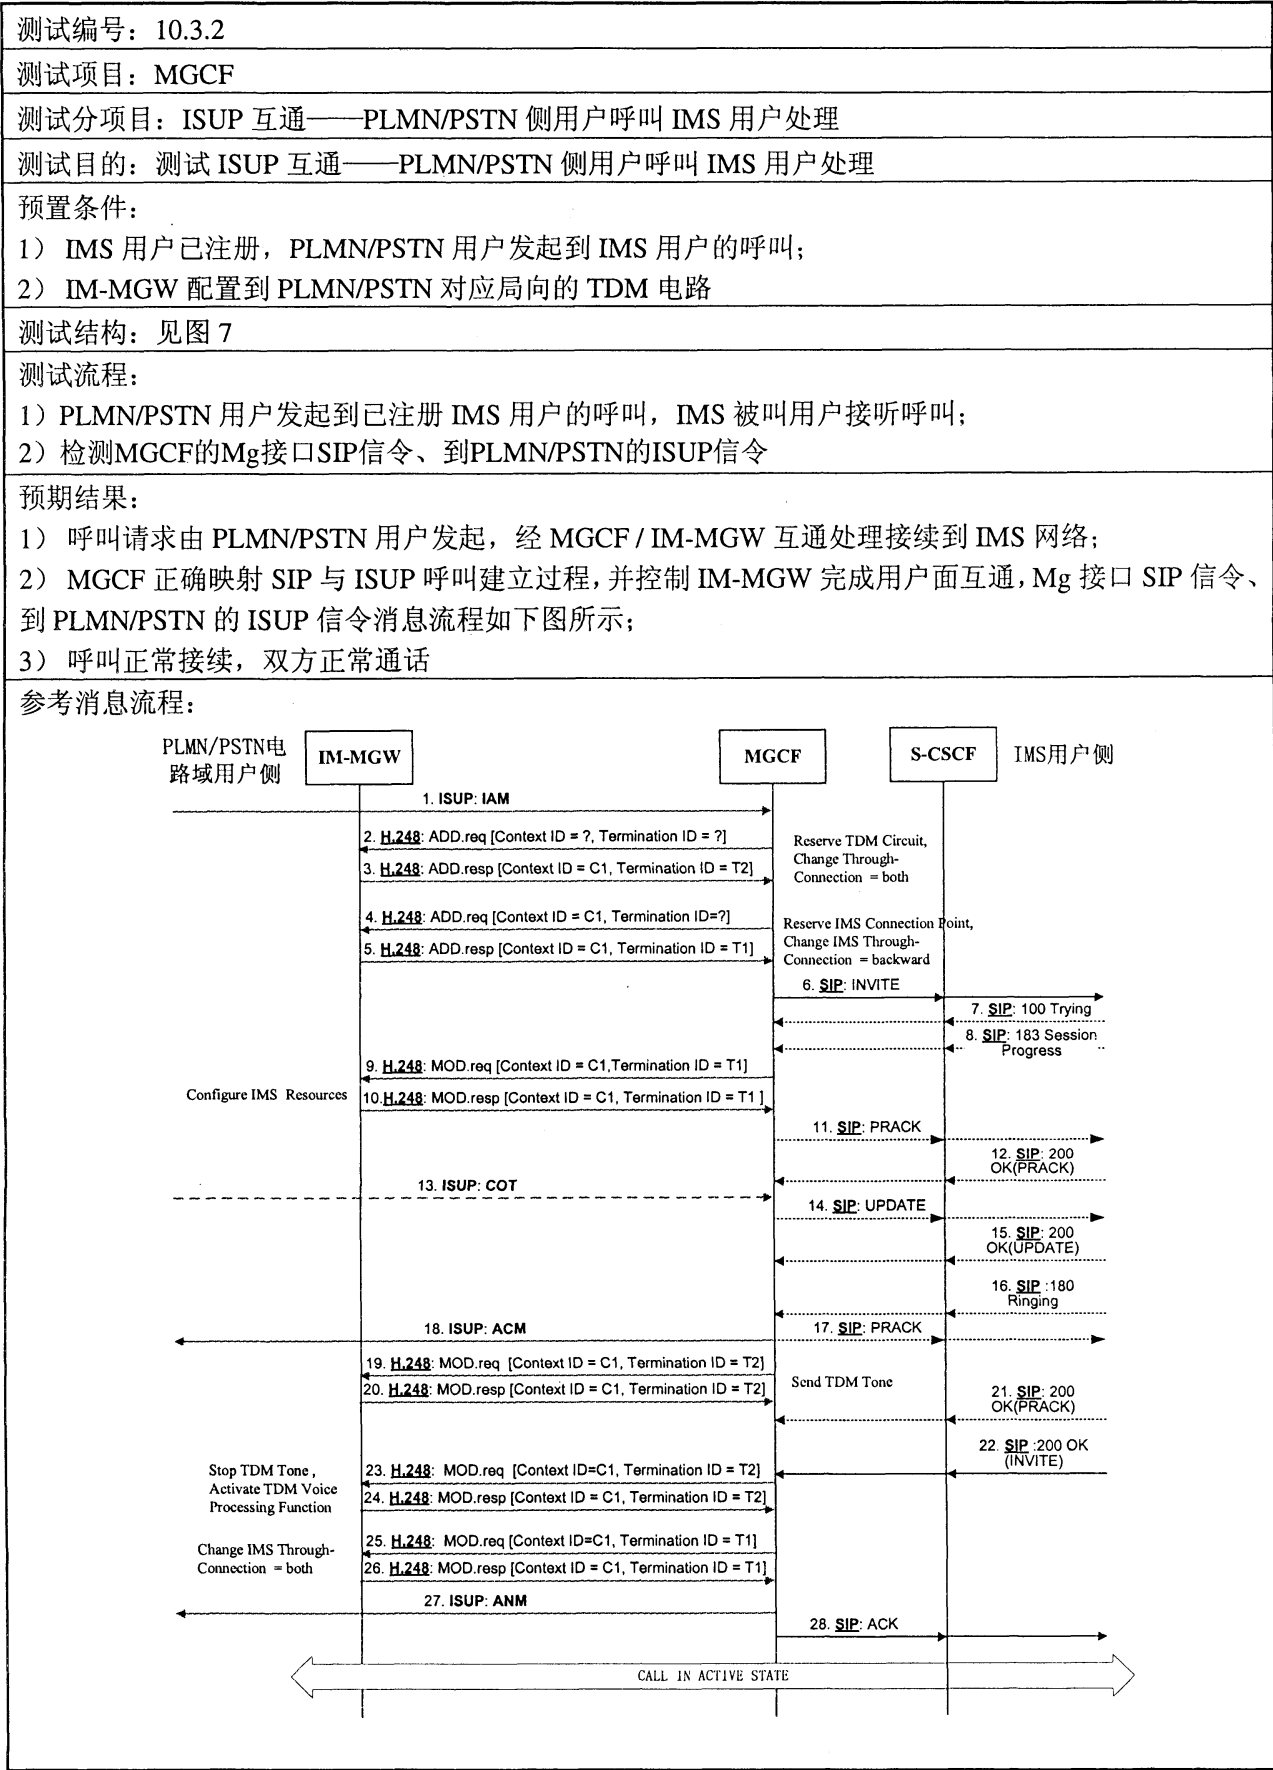 测试编号：10.3.2
测试项目：MGCF
测试分项目：ISUP 互通——PLMN/PSTN 侧用户呼叫 IMS 用户处理
测试目的：测试 ISUP 互通——PLMN/PSTN 侧用户呼叫 IMS 用户处理
预置条件：
1） IMS 用户已注册，PLMN/PSTN 用户发起到 IMS 用户的呼叫；
2） IM-MGW 配置到 PLMN/PSTN 对应局向的 TDM 电路
测试结构：见图 7
测试流程：
1）PLMN/PSTN 用户发起到已注册 IMS 用户的呼叫，IMS 被叫用户接听呼叫；
2）检测MGCF的Mg接口SIP信令、到PLMN/PSTN的ISUP信令
预期结果：
1） 呼叫请求由 PLMN/PSTN 用户发起，经 MGCF / IM-MGW 互通处理接续到 IMS 网络；
2） MGCF 正确映射 SIP 与 ISUP 呼叫建立过程，并控制 IM-MGW 完成用户面互通，Mg 接口 SIP 信令、
到 PLMN/PSTN 的 ISUP 信令消息流程如下图所示；
3） 呼叫正常接续，双方正常通话
参考消息流程：
PLMN/PSTN电
路域用户侧
IM-MGW
MGCF
S-CSCF
IMS用户侧
1. ISUP: IAM
2. H.248: ADD.req [Context ID = ?, Termination ID = ?]
Reserve TDM Circuit,
Change Through-
Connection = both
3. H.248: ADD.resp [Context ID = C1, Termination ID = T2]
4. H.248: ADD.req [Context ID = C1, Termination ID=?]
Reserve IMS Connection Point,
Change IMS Through-
Connection = backward
5. H.248: ADD.resp [Context ID = C1, Termination ID = T1]
6. SIP: INVITE
7. SIP: 100 Trying
8. SIP: 183 Session
Progress
9. H.248: MOD.req [Context ID = C1,Termination ID = T1]
Configure IMS Resources
10.H.248: MOD.resp [Context ID = C1, Termination ID = T1 ]
11. SIP: PRACK
12. SIP: 200
OK(PRACK)
13. ISUP: COT
14. SIP: UPDATE
15. SIP: 200
OK(UPDATE)
16. SIP :180
Ringing
18. ISUP: ACM
17. SIP: PRACK
19. H.248: MOD.req [Context ID = C1, Termination ID = T2]
Send TDM Tone
20. H.248: MOD.resp [Context ID = C1, Termination ID = T2]
21. SIP: 200
OK(PRACK)
22. SIP :200 OK
(INVITE)
Stop TDM Tone ,
Activate TDM Voice
Processing Function
23. H.248: MOD.req [Context ID=C1, Termination ID = T2]
24. H.248: MOD.resp [Context ID = C1, Termination ID = T2]
Change IMS Through-
Connection = both
25. H.248: MOD.req [Context ID=C1, Termination ID = T1]
26. H.248: MOD.resp [Context ID = C1, Termination ID = T1]
27. ISUP: ANM
28. SIP: ACK
CALL IN ACTIVE STATE